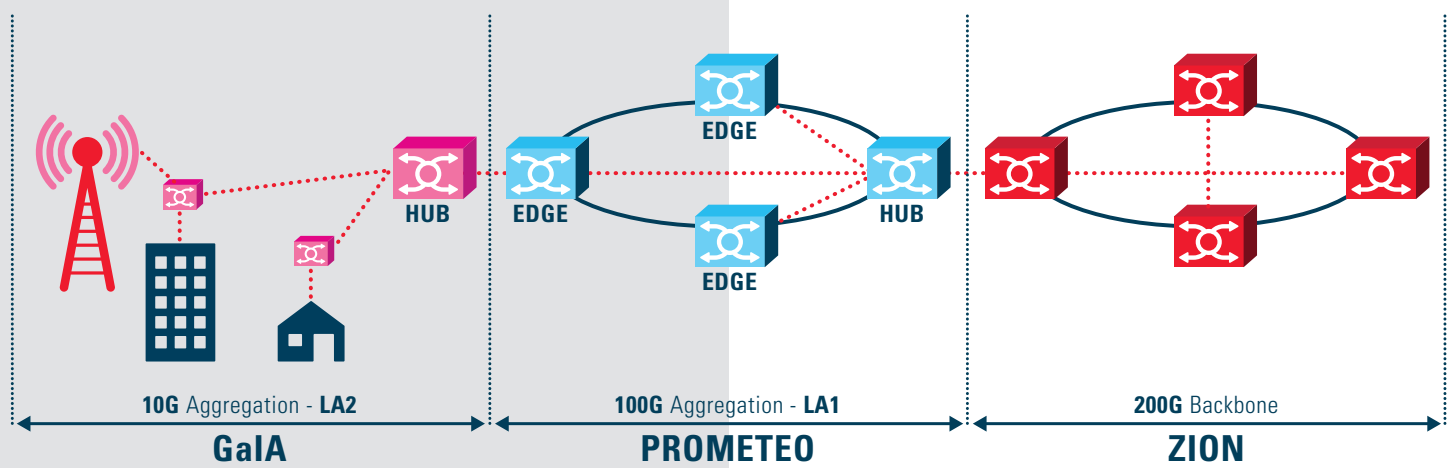 EDGE
HUB
EDGE
HUB
EDGE
10G Aggregation - LA2
100G Aggregation - LA1
200G Backbone
GaIA
PROMETEO
ZION